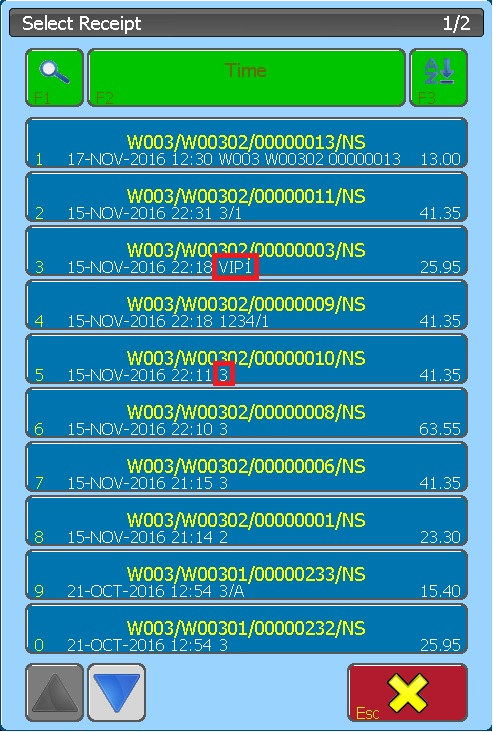 Select Receipt 1/2
F1
Time
F2
A
Z
F3
W003/W00302/00000013/NS
1 17-NOV-2016 12:30 W003 W00302 00000013 13.00
W003/W00302/00000011/NS
2 15-NOV-2016 22:31 3/1 41.35
W003/W00302/00000003/NS
3 15-NOV-2016 22:18 VIP1 25.95
W003/W00302/00000009/NS
4 15-NOV-2016 22:18 1234/1 41.35
W003/W00302/00000010/NS
5 15-NOV-2016 22:11 3 41.35
W003/W00302/00000008/NS
6 15-NOV-2016 22:10 3 63.55
W003/W00302/00000006/NS
7 15-NOV-2016 21:15 3 41.35
W003/W00302/00000001/NS
8 15-NOV-2016 21:14 2 23.30
W003/W00301/00000233/NS
9 21-OCT-2016 12:54 3/A 15.40
W003/W00301/00000232/NS
0 21-OCT-2016 12:54 3 25.95
Esc